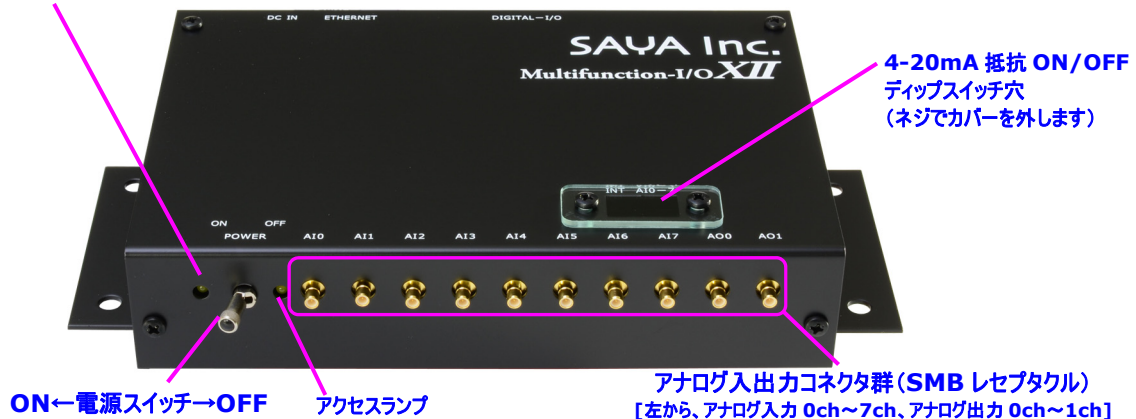 DC IN ETHERNET DIGITAL-I/O
SAYA Inc.
Multifunction-I/O XII
4-20mA 抵抗 ON/OFF
ディップスイッチ穴
（ネジでカバーを外します）
ON OFF
POWER AI0 AI1 AI2 AI3 AI4 AI5 AI6 AI7 AO0 AO1
ON←電源スイッチ→OFF
アクセスランプ
アナログ入出力コネクタ群（SMB レセプタクル）
[左から、アナログ入力 0ch～7ch、アナログ出力 0ch～1ch]